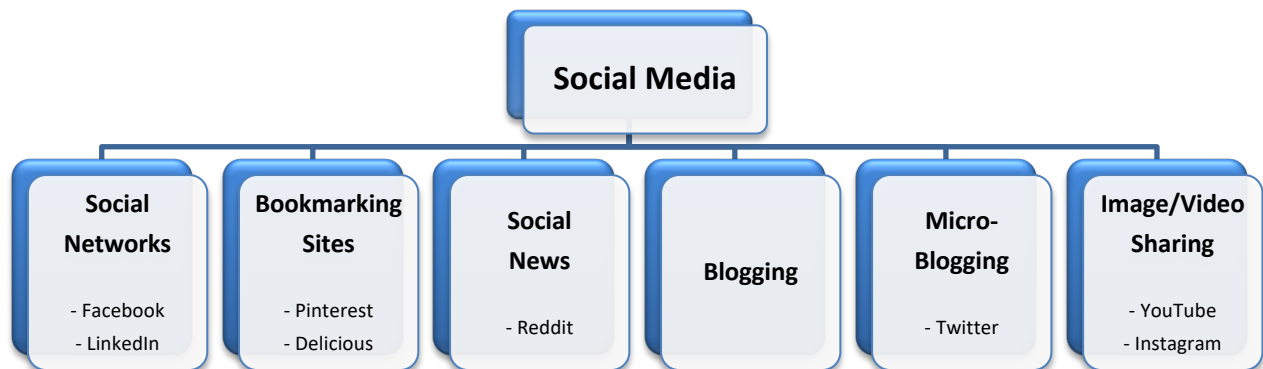 Social Media
Social
Networks
- Facebook
- LinkedIn
Bookmarking
Sites
- Pinterest
- Delicious
Social
News
- Reddit
Blogging
Micro-
Blogging
- Twitter
Image/Video
Sharing
- YouTube
- Instagram